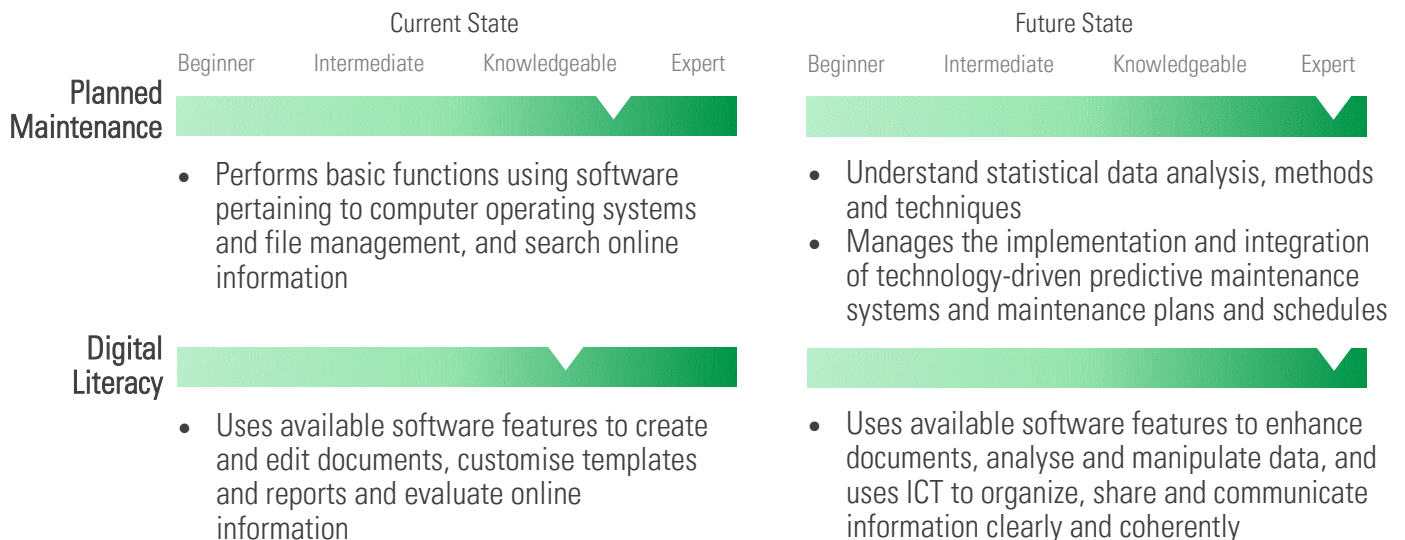 Current State
Future State
Beginner Intermediate Knowledgeable Expert
Beginner Intermediate Knowledgeable Expert
Planned
Maintenance
• Performs basic functions using software
pertaining to computer operating systems
and file management, and search online
information
• Understand statistical data analysis, methods
and techniques
• Manages the implementation and integration
of technology-driven predictive maintenance
systems and maintenance plans and schedules
Digital
Literacy
• Uses available software features to create
and edit documents, customise templates
and reports and evaluate online
information
• Uses available software features to enhance
documents, analyse and manipulate data, and
uses ICT to organize, share and communicate
information clearly and coherently